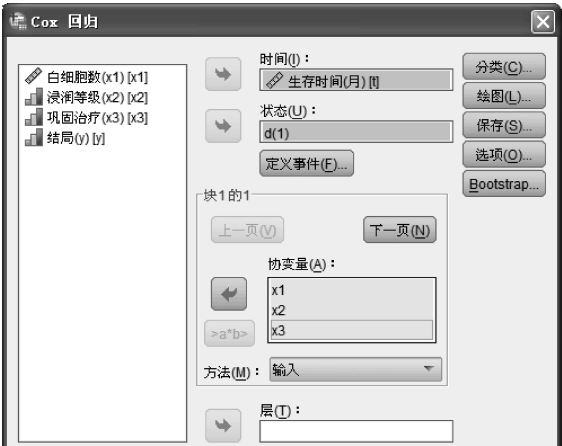 Cox 回归
白细胞数(x1) [x1]
浸润等级(x2) [x2]
巩固治疗(x3) [x3]
结局(y) [y]
时间(I)：
生存时间(月) [t]
状态(U)：
d(1)
定义事件(F)...
块1的1
上一页(V)
下一页(N)
协变量(A)：
x1
x2
x3
>a*b>
方法(M)：
输入
层(T)：
分类(C)...
绘图(L)...
保存(S)...
选项(O)...
Bootstrap...